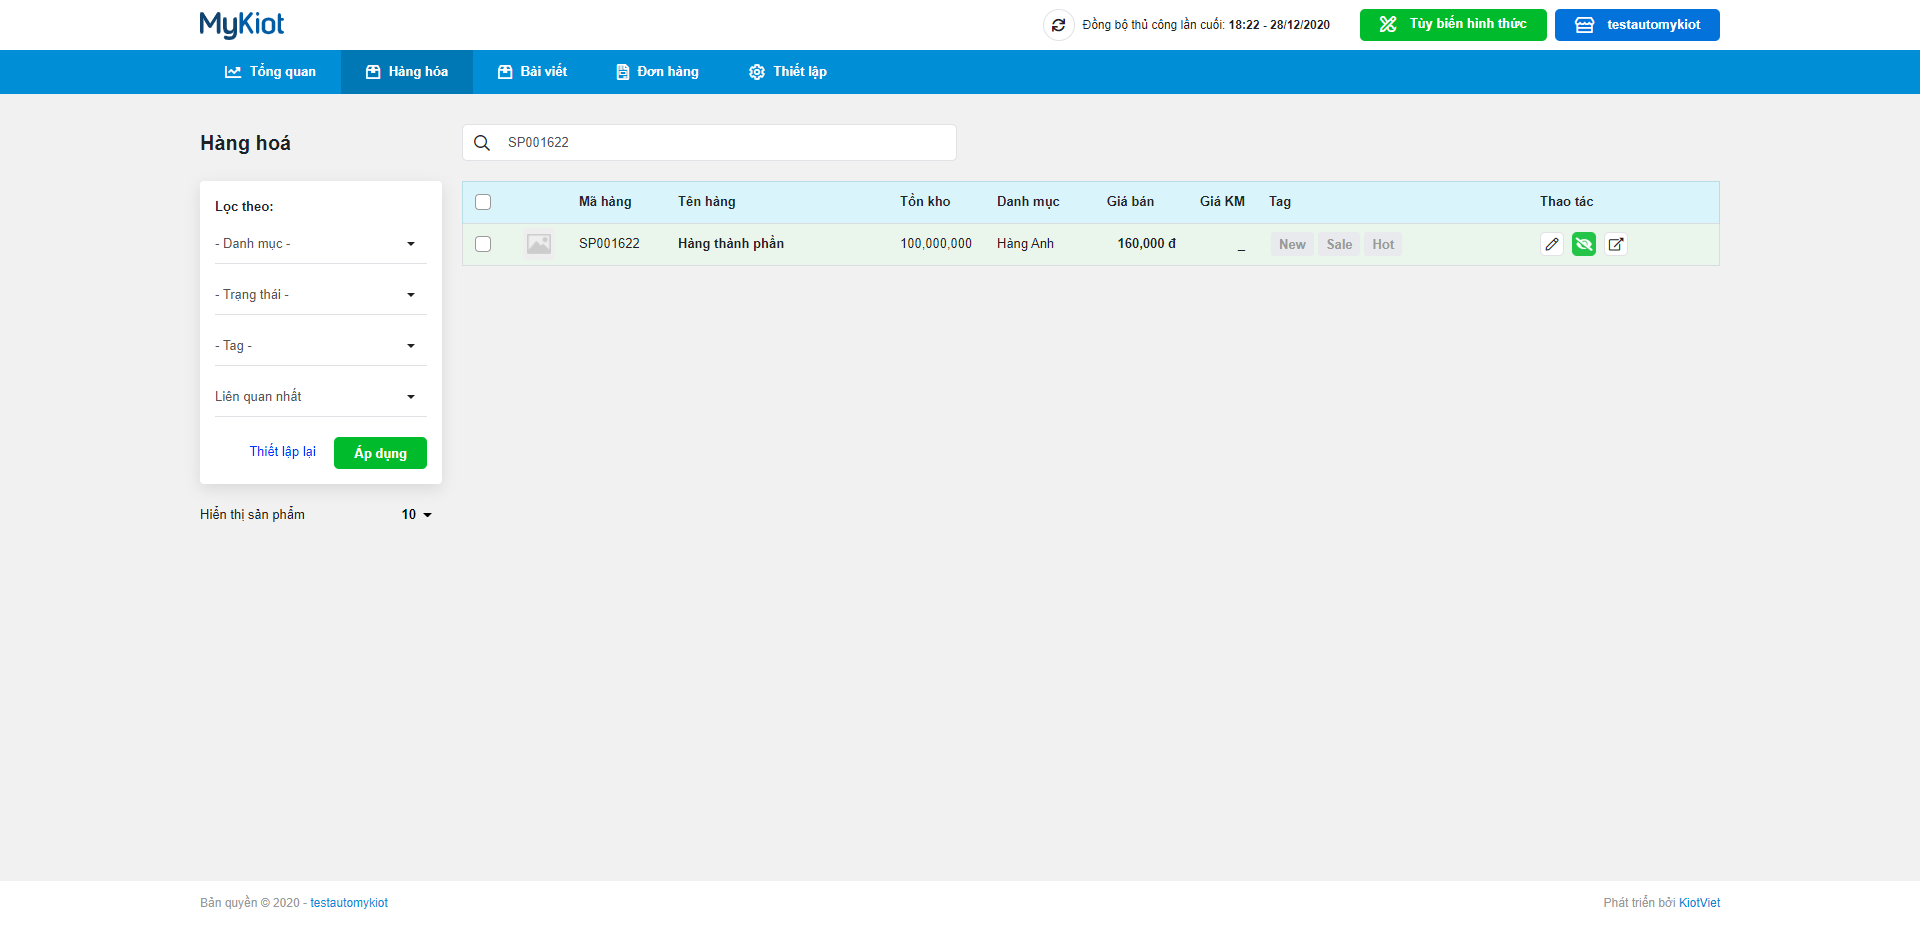 MyKiot
Đồng bộ thủ công lần cuối: 18:22 - 28/12/2020
Tùy biến hình thức
testautomykiot
Tổng quan
Hàng hóa
Bài viết
Đơn hàng
Thiết lập
Hàng hoá
SP001622
Lọc theo:
- Danh mục -
- Trạng thái -
- Tag -
Liên quan nhất
Thiết lập lại
Áp dụng
Hiển thị sản phẩm 10
Mã hàng Tên hàng Tồn kho Danh mục Giá bán Giá KM Tag Thao tác
SP001622 Hàng thành phần 100,000,000 Hàng Anh 160,000 đ _ New Sale Hot
Bản quyền © 2020 - testautomykiot
Phát triển bởi KiotViet